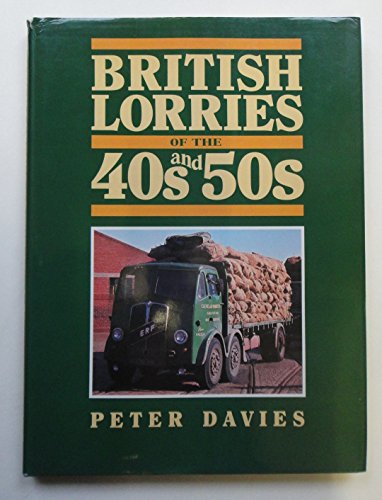 BRITISH
LORRIES
OF THE
40s and 50s
ERF
PETER DAVIES